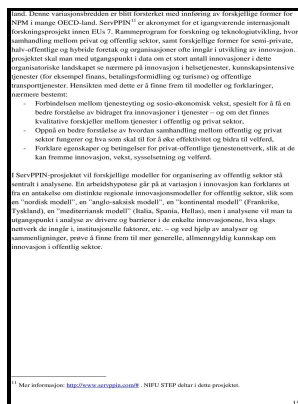 land. Denne variasjonsbredden er blitt forsterket med innføring av forskjellige former for
NPM i mange OECD-land. ServPPIN11 er akronymet for et igangværende internasjonalt
forskningsprosjekt innen EUs 7. Rammeprogram for forskning og teknologiutvikling, hvor
samhandling mellom privat og offentlig sektor, samt forskjellige former for semi-private,
halv-offentlige og hybride foretak og organisasjoner ofte inngår i utvikling av innovasjon. I
prosjektet skal man med utgangspunkt i data om et stort antall innovasjoner i dette
organisatoriske landskapet se nærmere på innovasjon i helsetjenester, kunnskapsintensive
tjenester (for eksempel finans, betalingsformidling og turisme) og offentlige
transporttjenester. Hensikten med dette er å finne frem til modeller og forklaringer,
nærmere bestemt:
- Forbindelsen mellom tjenesteyting og sosio-økonomisk vekst, spesielt for å få en
bedre forståelse av bidraget fra innovasjoner i tjenester – og om det finnes
kvalitative forskjeller mellom tjenester i offentlig og privat sektor,
- Oppnå en bedre forståelse av hvordan samhandling mellom offentlig og privat
sektor fungerer og hva som skal til for å øke effektivitet og bidra til velferd,
- Forklare egenskaper og betingelser for privat-offentlige tjenestenettverk, slik at de
kan fremme innovasjon, vekst, sysselsetning og velferd.
I ServPPIN-prosjektet vil forskjellige modeller for organisering av offentlig sektor stå
sentralt i analysene. En arbeidshypotese går på at variasjon i innovasjon kan forklares ut
fra en antakelse om distinkte regionale innovasjonsmodeller for offentlig sektor, slik som
en "nordisk modell", en "anglo-saksisk modell", en "kontinental modell" (Frankrike,
Tyskland), en "mediterransk modell" (Italia, Spania, Hellas), men i analysene vil man ta
utgangspunkt i analyse av drivere og barrierer i de enkelte innovasjonene, hva slags
nettverk de inngår i, institusjonelle faktorer, etc. – og ved hjelp av analyser og
sammenligninger, prøve å finne frem til mer generelle, allmenngyldig kunnskap om
innovasjon i offentlig sektor.
11 Mer informasjon: http://www.servppin.com/# . NIFU STEP deltar i dette prosjektet.